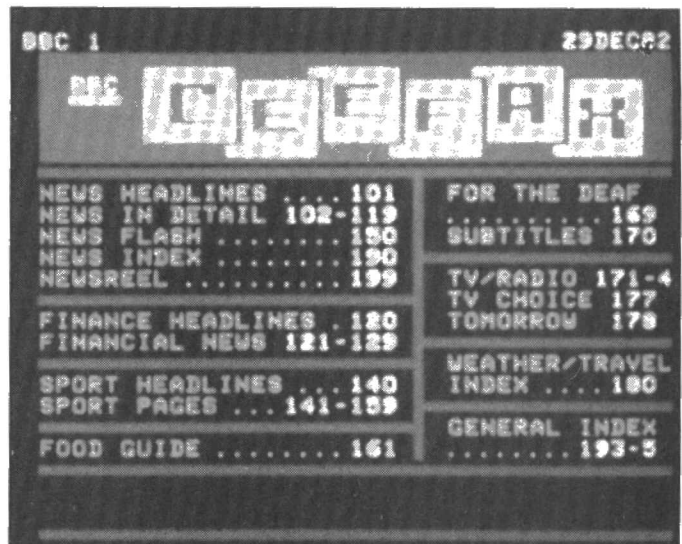 BBC 1 29DEC82
BBC CEEFAX
NEWS HEADLINES .... 101
NEWS IN DETAIL 102-119
NEWS FLASH ........ 150
NEWS INDEX ........ 190
NEWSREEL .......... 199
FINANCE HEADLINES . 120
FINANCIAL NEWS 121-129
SPORT HEADLINES ... 140
SPORT PAGES ... 141-159
FOOD GUIDE ........ 161
FOR THE DEAF
.......... 169
SUBTITLES 170
TV/RADIO 171-4
TV CHOICE 177
TOMORROW 178
WEATHER/TRAVEL
INDEX .... 180
GENERAL INDEX
........ 193-5